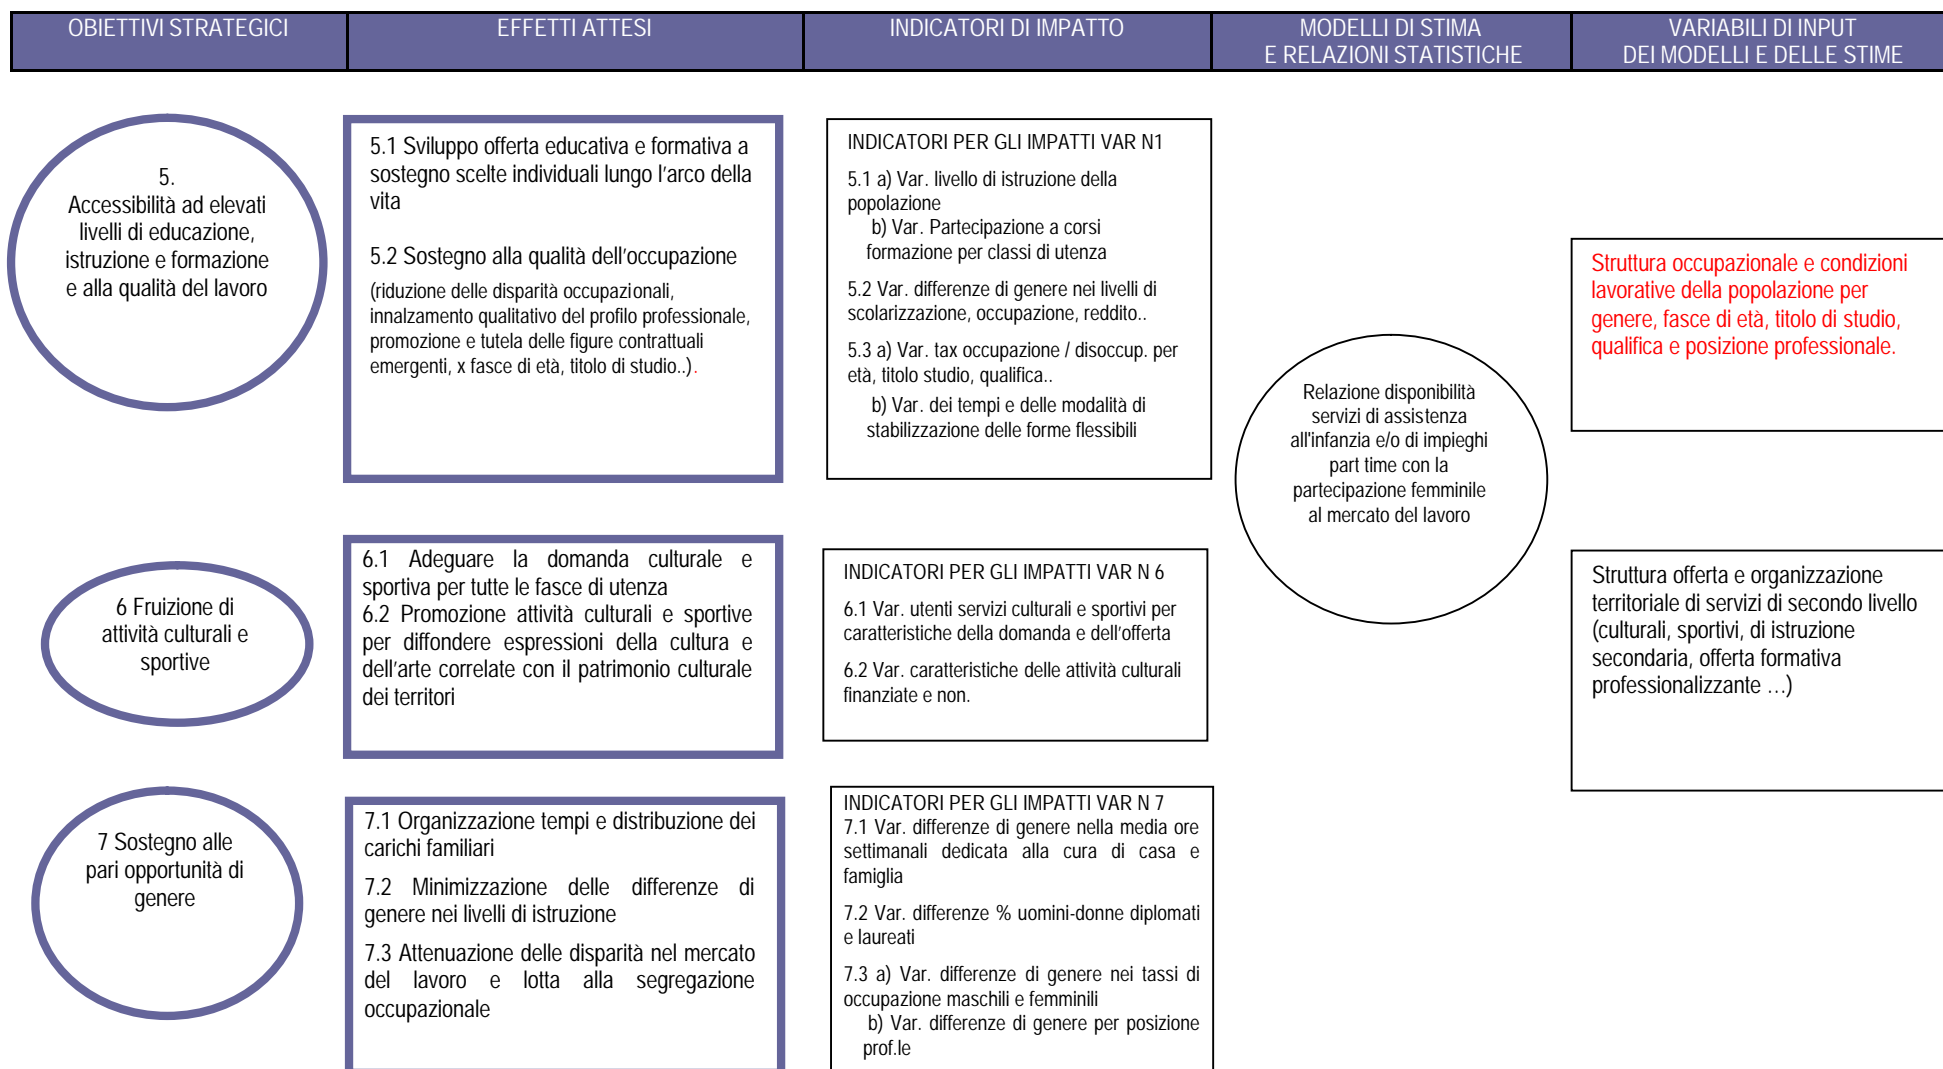 OBIETTIVI STRATEGICI
EFFETTI ATTESI
INDICATORI DI IMPATTO
MODELLI DI STIMA
E RELAZIONI STATISTICHE
VARIABILI DI INPUT
DEI MODELLI E DELLE STIME
5.
Accessibilità ad elevati
livelli di educazione,
istruzione e formazione
e alla qualità del lavoro
5.1 Sviluppo offerta educativa e formativa a
sostegno scelte individuali lungo l'arco della
vita
5.2 Sostegno alla qualità dell'occupazione
(riduzione delle disparità occupazionali,
innalzamento qualitativo del profilo professionale,
promozione e tutela delle figure contrattuali
emergenti, x fasce di età, titolo di studio..).
INDICATORI PER GLI IMPATTI VAR N1
5.1 a) Var. livello di istruzione della
popolazione
b) Var. Partecipazione a corsi
formazione per classi di utenza
5.2 Var. differenze di genere nei livelli di
scolarizzazione, occupazione, reddito..
5.3 a) Var. tax occupazione / disoccup. per
età, titolo studio, qualifica..
b) Var. dei tempi e delle modalità di
stabilizzazione delle forme flessibili
Relazione disponibilità
servizi di assistenza
all'infanzia e/o di impieghi
part time con la
partecipazione femminile
al mercato del lavoro
Struttura occupazionale e condizioni
lavorative della popolazione per
genere, fasce di età, titolo di studio,
qualifica e posizione professionale.
6 Fruizione di
attività culturali e
sportive
6.1 Adeguare la domanda culturale e
sportiva per tutte le fasce di utenza
6.2 Promozione attività culturali e sportive
per diffondere espressioni della cultura e
dell'arte correlate con il patrimonio culturale
dei territori
INDICATORI PER GLI IMPATTI VAR N 6
6.1 Var. utenti servizi culturali e sportivi per
caratteristiche della domanda e dell'offerta
6.2 Var. caratteristiche delle attività culturali
finanziate e non.
Struttura offerta e organizzazione
territoriale di servizi di secondo livello
(culturali, sportivi, di istruzione
secondaria, offerta formativa
professionalizzante …)
7 Sostegno alle
pari opportunità di
genere
7.1 Organizzazione tempi e distribuzione dei
carichi familiari
7.2 Minimizzazione delle differenze di
genere nei livelli di istruzione
7.3 Attenuazione delle disparità nel mercato
del lavoro e lotta alla segregazione
occupazionale
INDICATORI PER GLI IMPATTI VAR N 7
7.1 Var. differenze di genere nella media ore
settimanali dedicata alla cura di casa e
famiglia
7.2 Var. differenze % uomini-donne diplomati
e laureati
7.3 a) Var. differenze di genere nei tassi di
occupazione maschili e femminili
b) Var. differenze di genere per posizione
prof.le